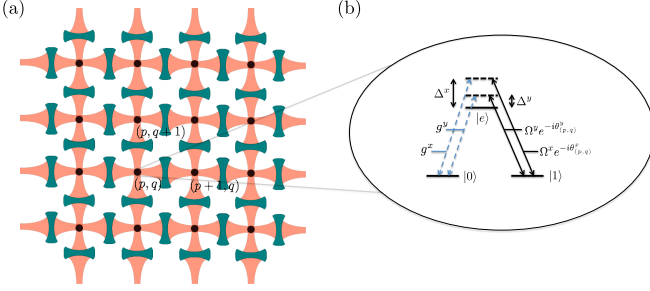 (a)
(b)
(p, q+1)
(p, q)
(p+1, q)
Δ^x
Δ^y
|e⟩
g^y
g^x
Ω^y e^{-iθ^y_{(p,q)}}
Ω^x e^{-iθ^x_{(p,q)}}
|0⟩
|1⟩